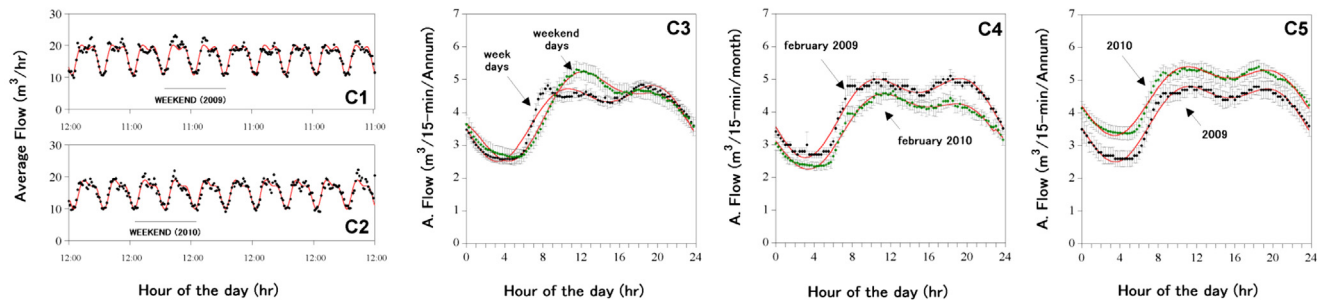 Average Flow (m³/hr)
30
20
10
0
WEEKEND (2009)
C1
12:00 11:00 11:00 11:00 11:00 11:00
30
20
10
0
WEEKEND (2010)
C2
12:00 12:00 12:00 12:00 12:00 12:00
Hour of the day (hr)
A. Flow (m³/15-min/Annum)
7
6
5
4
3
2
1
0
C3
weekend
days
week
days
0 4 8 12 16 20 24
Hour of the day (hr)
A. Flow (m³/15-min/month)
7
6
5
4
3
2
1
0
C4
february 2009
february 2010
0 4 8 12 16 20 24
Hour of the day (hr)
A. Flow (m³/15-min/Annum)
7
6
5
4
3
2
1
0
C5
2010
2009
0 4 8 12 16 20 24
Hour of the day (hr)